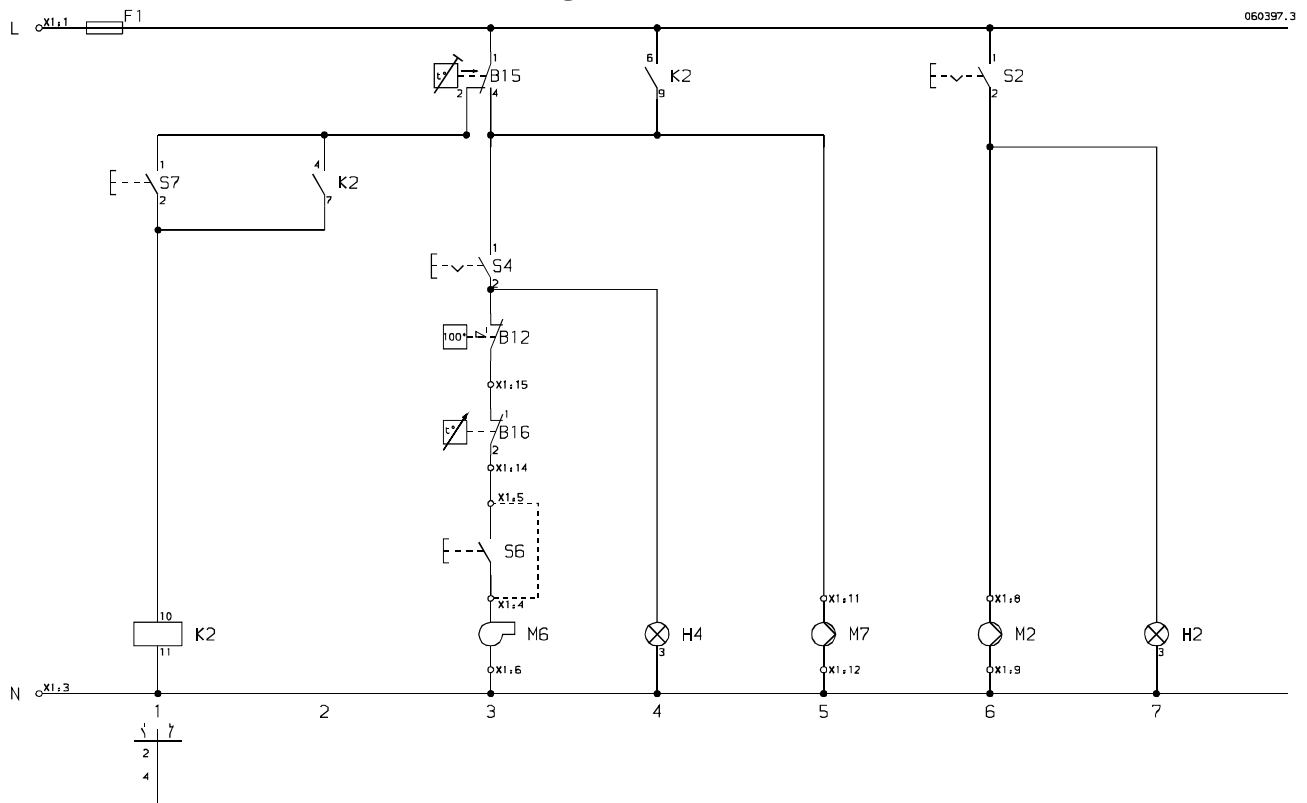 060397.3
L X1:1 F1
1
t° B15
2 4
6
K2
9
1
S2
2
1
S7
2
4
K2
7
1
S4
2
100° B12
X1:15
1
t° B16
2
X1:14
X1:5
S6
X1:4
X1:11
X1:8
10
K2
11
M6
H4
3
M7
M2
H2
3
X1:6
X1:12
X1:9
N X1:3
1 2 3 4 5 6 7
2
4